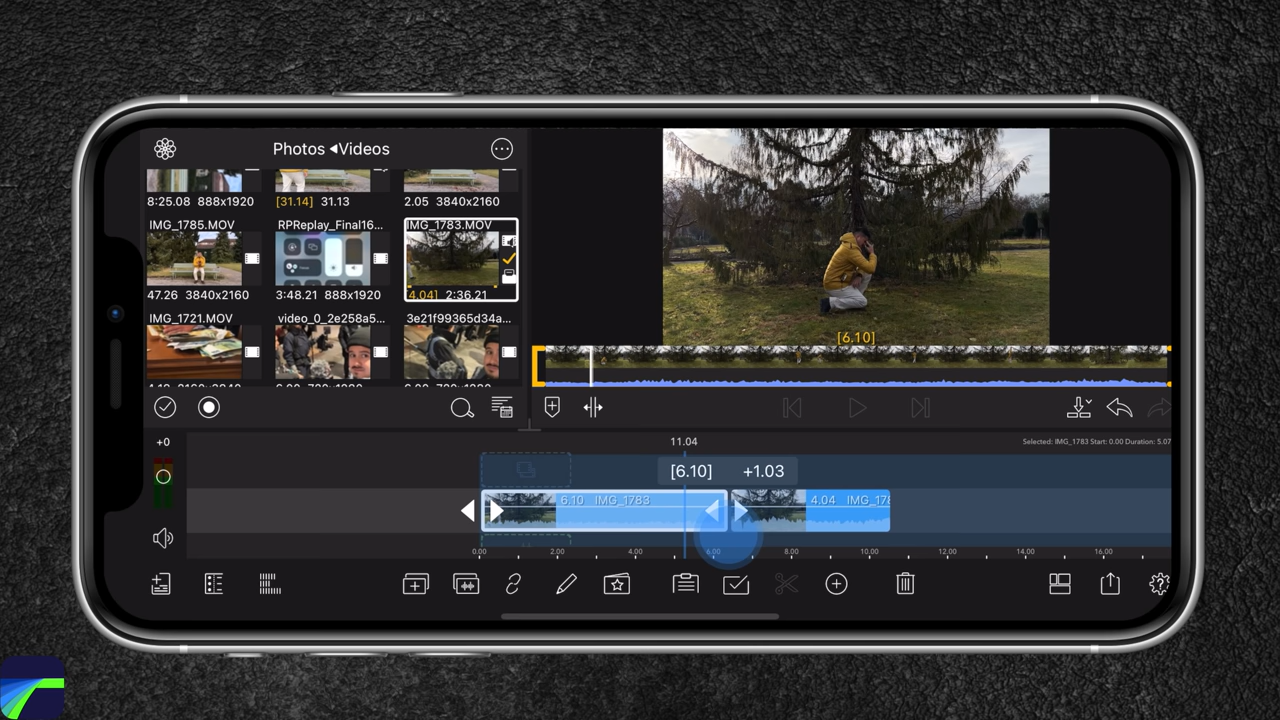 Photos ◂Videos
8:25.08 888x1920
[31.14] 31.13
2.05 3840x2160
IMG_1785.MOV
RPReplay_Final16...
IMG_1783.MOV
47.26 3840x2160
3:48.21 888x1920
4.04] 2:36.21
IMG_1721.MOV
video_0_2e258a5...
3e21f99365d34a...
[6.10]
+0
11.04
Selected: IMG_1783 Start: 0.00 Duration: 5.07
[6.10] +1.03
6.10 IMG_1783
4.04 IMG_178
0.00 2.00 4.00 6.00 8.00 10.00 12.00 14.00 16.00